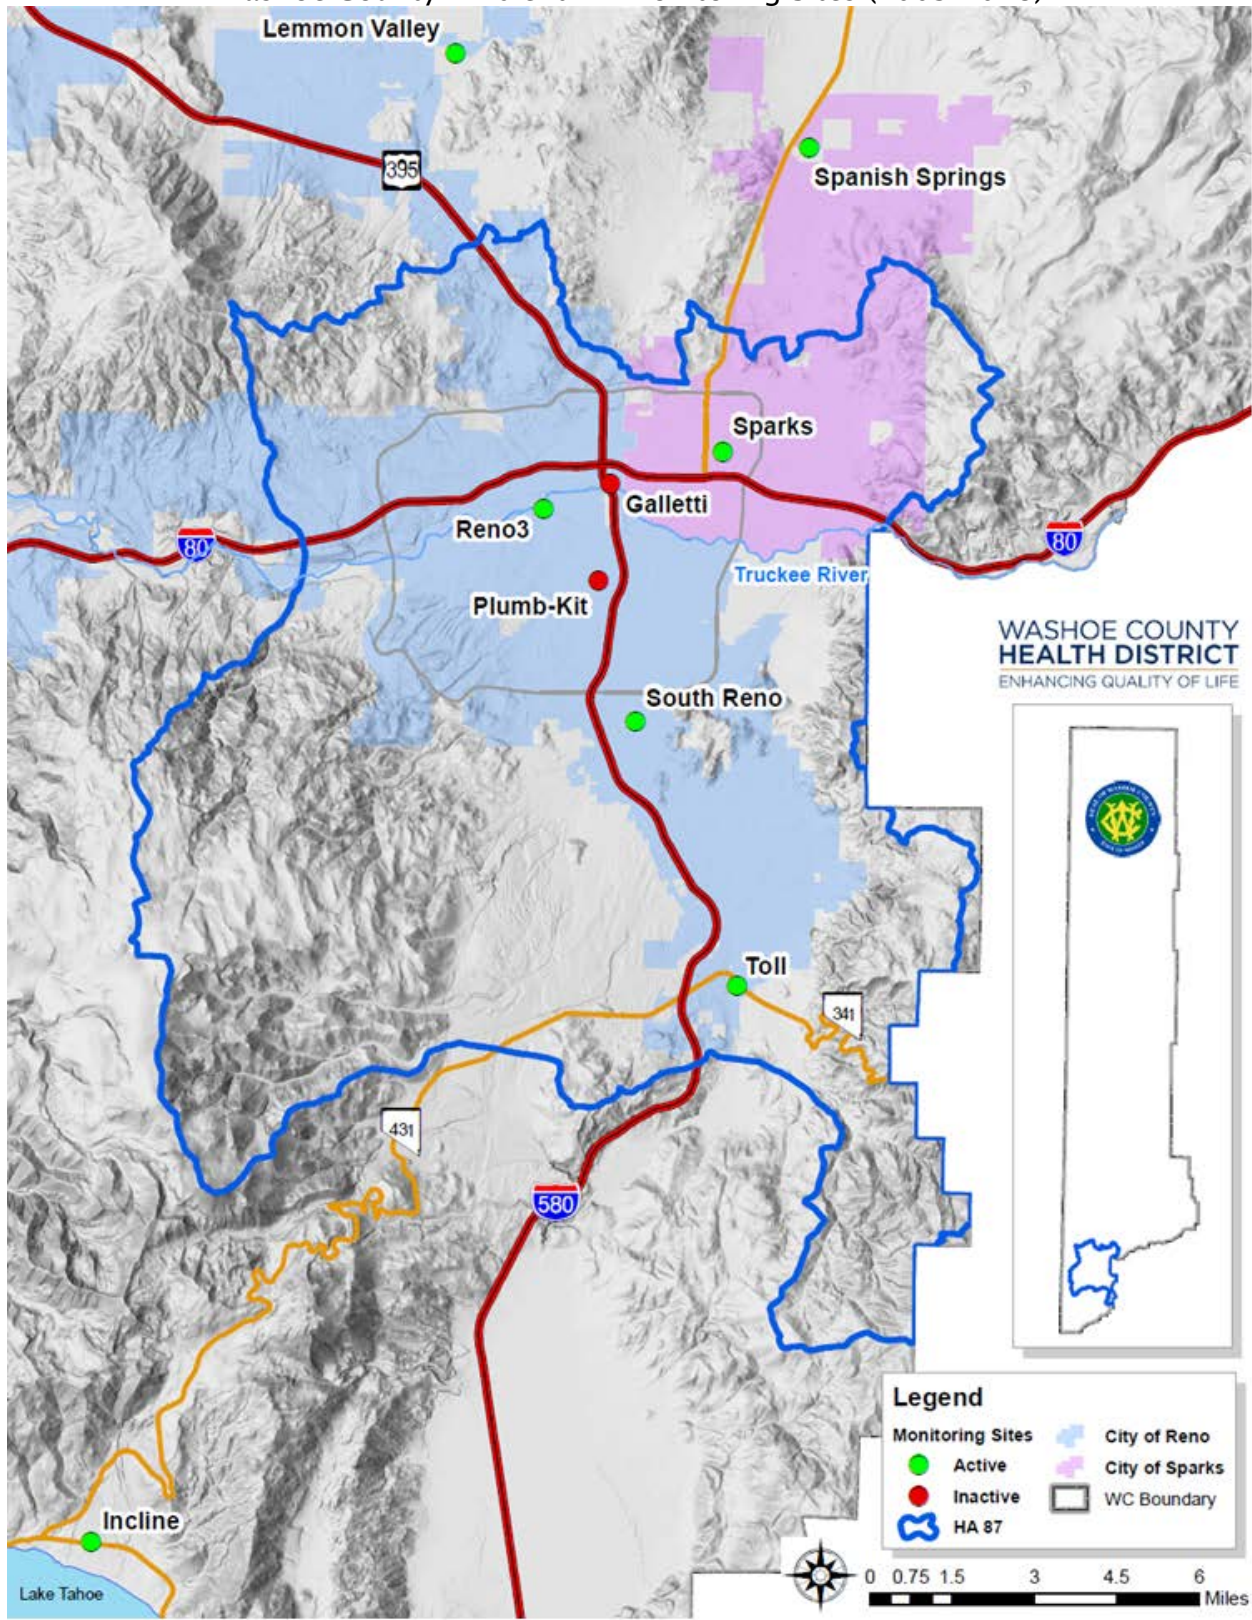 Lemmon Valley
395
Spanish Springs
Sparks
Galletti
Reno3
80
80
Truckee River
Plumb-Kit
WASHOE COUNTY
HEALTH DISTRICT
ENHANCING QUALITY OF LIFE
South Reno
Toll
341
431
580
Legend
Monitoring Sites
Active
Inactive
HA 87
City of Reno
City of Sparks
WC Boundary
Incline
Lake Tahoe
0 0.75 1.5 3 4.5 6
Miles